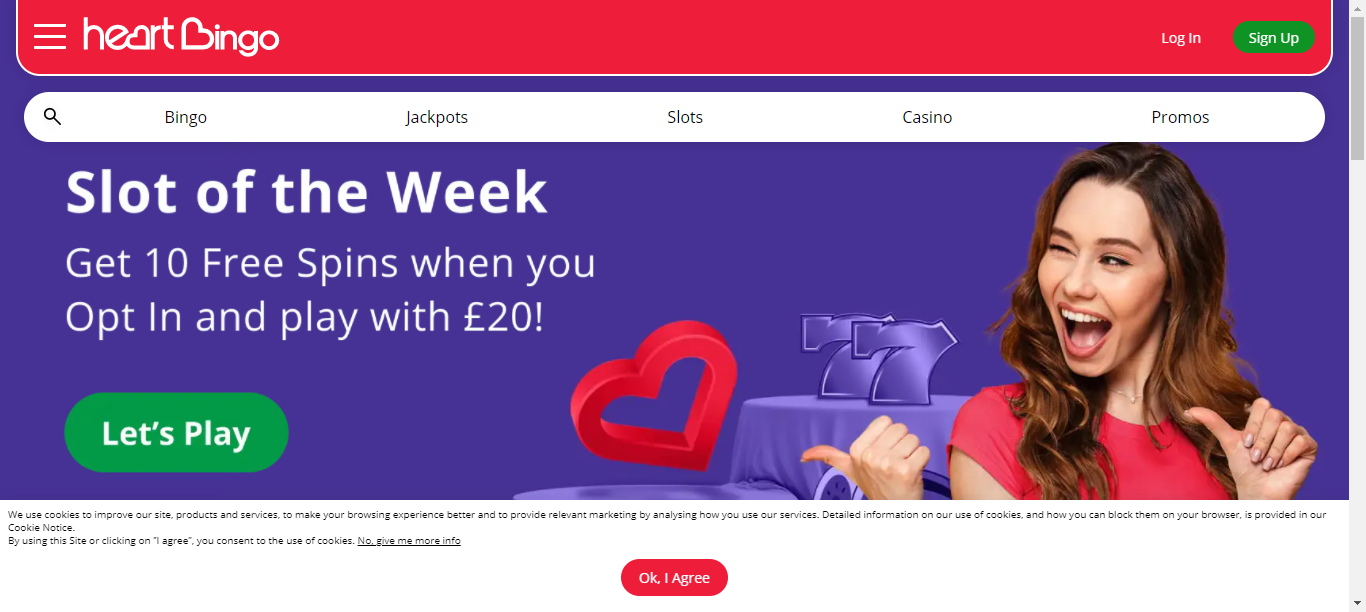 heart Bingo
Log In
Sign Up
Bingo
Jackpots
Slots
Casino
Promos
Slot of the Week
Get 10 Free Spins when you
Opt In and play with £20!
77
Let's Play
We use cookies to improve our site, products and services, to make your browsing experience better and to provide relevant marketing by analysing how you use our services. Detailed information on our use of cookies, and how you can block them on your browser, is provided in our
Cookie Notice.
By using this Site or clicking on "I agree", you consent to the use of cookies. No, give me more info
Ok, I Agree